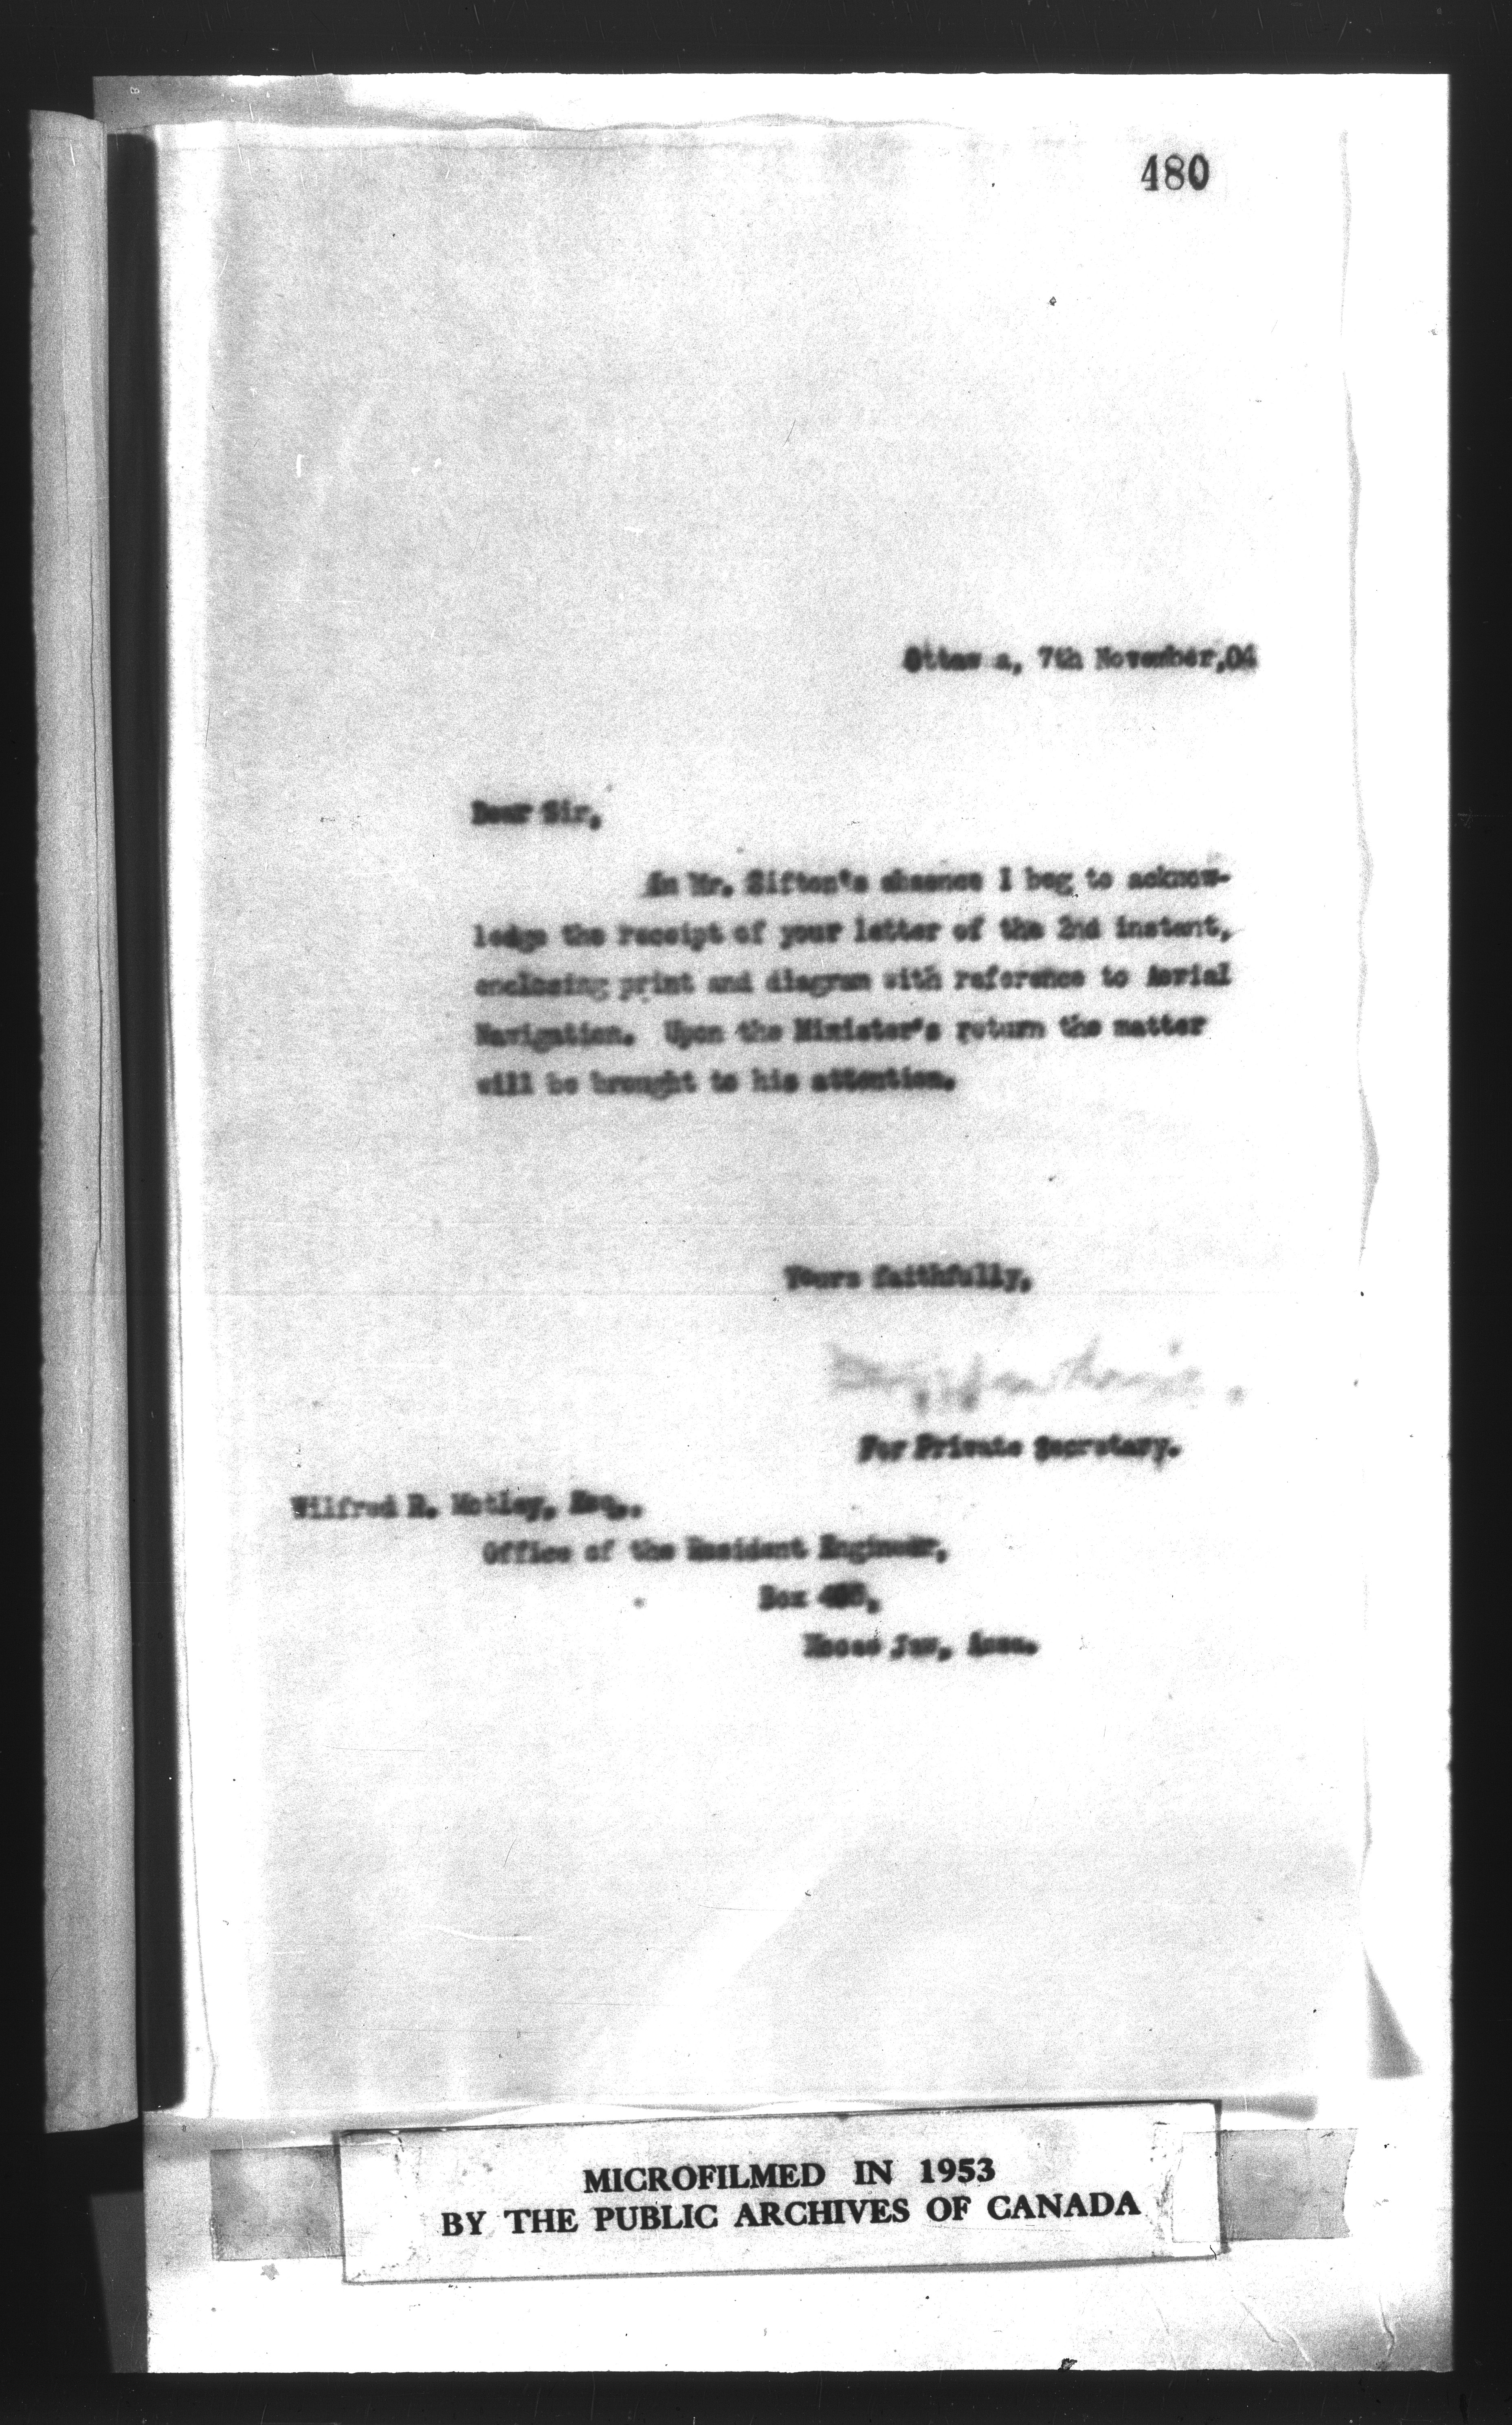 480
Ottaw a, 7th November,04
Dear Sir,
In Mr. Sifton's absence I beg to acknow-
ledge the receipt of your letter of the 2nd instant,
enclosing print and diagram with reference to Aerial
Navigation. Upon the Minister's return the matter
will be brought to his attention.
Yours faithfully,
For Private Secretary.
Wilfred R. Motley, Esq.,
Office of the Resident Engineer,
Box
Moose Jaw, Assa.
MICROFILMED IN 1953
BY THE PUBLIC ARCHIVES OF CANADA